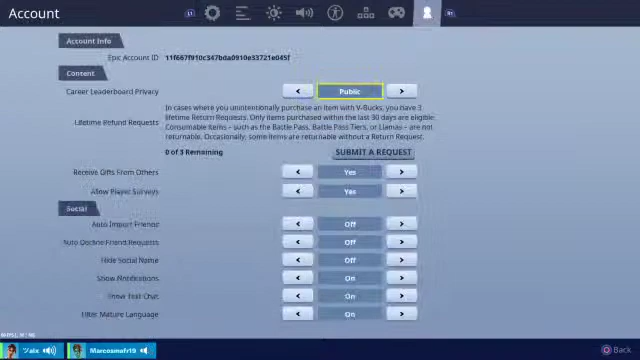 Account
L1
R1
Account Info
Epic Account ID 11f667f910c347bda0910e33721e045f
Content
Career Leaderboard Privacy < Public >
In cases where you unintentionally purchase an item with V-Bucks, you have 3
lifetime Return Requests. Only items purchased within the last 30 days are eligible.
Lifetime Refund Requests
Consumable items - such as the Battle Pass, Battle Pass Tiers, or Llamas - are not
returnable. Occasionally, some items are returnable without a Return Request.
0 of 3 Remaining SUBMIT A REQUEST
Receive Gifts From Others < Yes >
Allow Player Surveys < Yes >
Social
Auto Import Friends < Off >
Auto Decline Friend Requests < Off >
Hide Social Name < Off >
Show Notifications < On >
Show Text Chat < On >
Filter Mature Language < On >
Marcosmafr19
Back